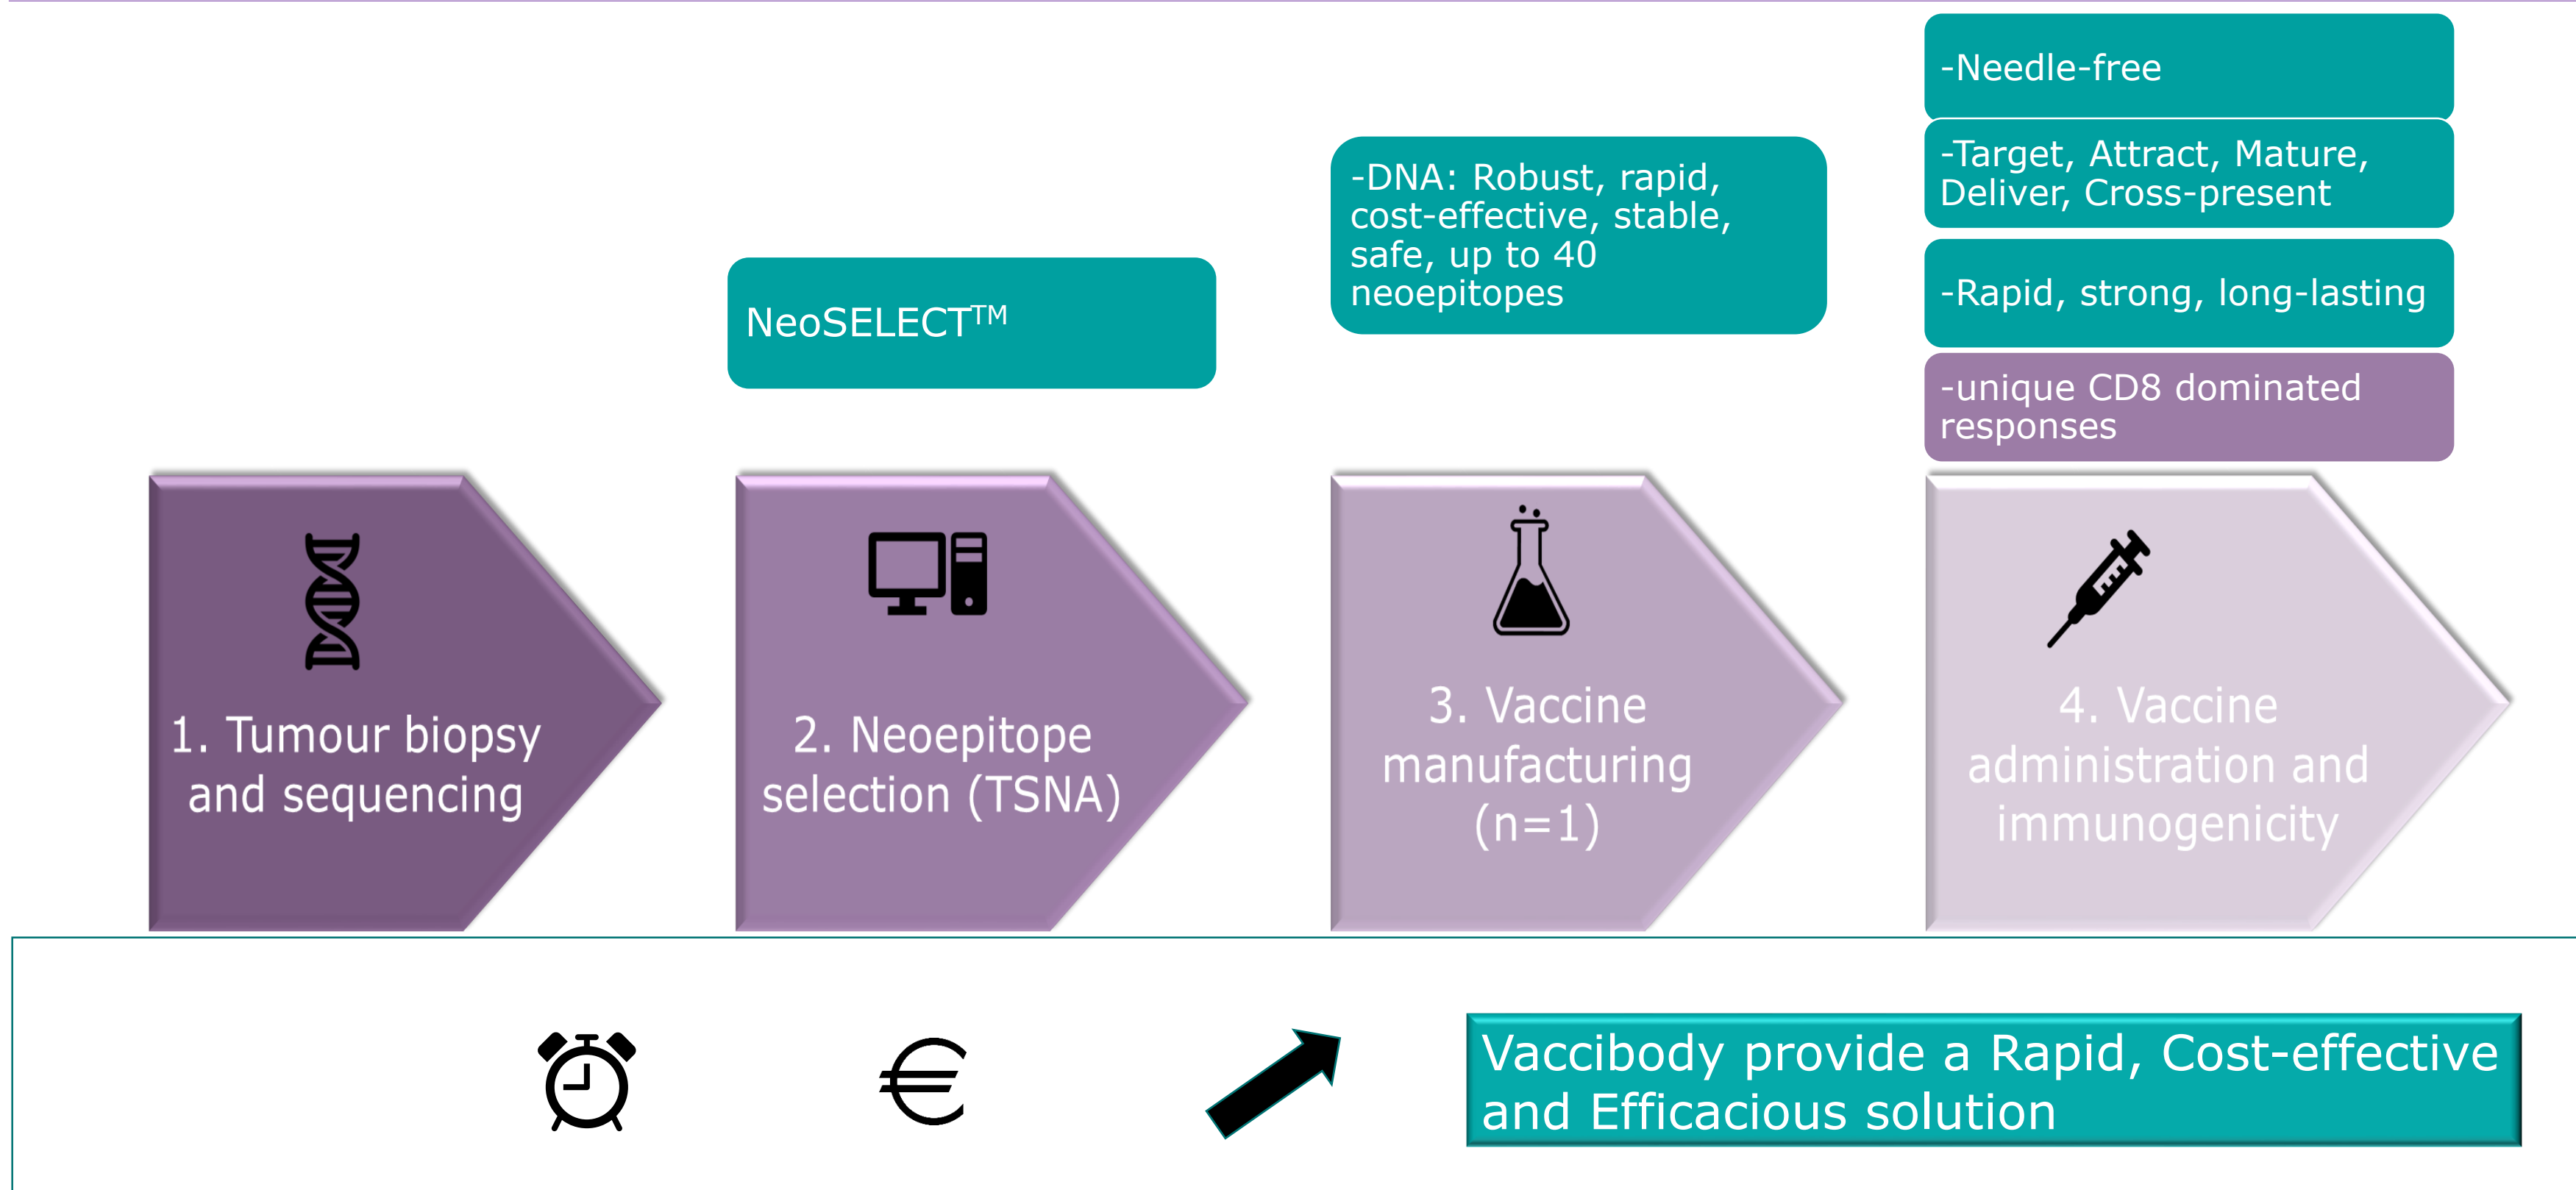 -Needle-free
-Target, Attract, Mature,
Deliver, Cross-present
-Rapid, strong, long-lasting
-unique CD8 dominated
responses
-DNA: Robust, rapid,
cost-effective, stable,
safe, up to 40
neoepitopes
NeoSELECT™
1. Tumour biopsy
and sequencing
2. Neoepitope
selection (TSNA)
3. Vaccine
manufacturing
(n=1)
4. Vaccine
administration and
immunogenicity
Vaccibody provide a Rapid, Cost-effective
and Efficacious solution